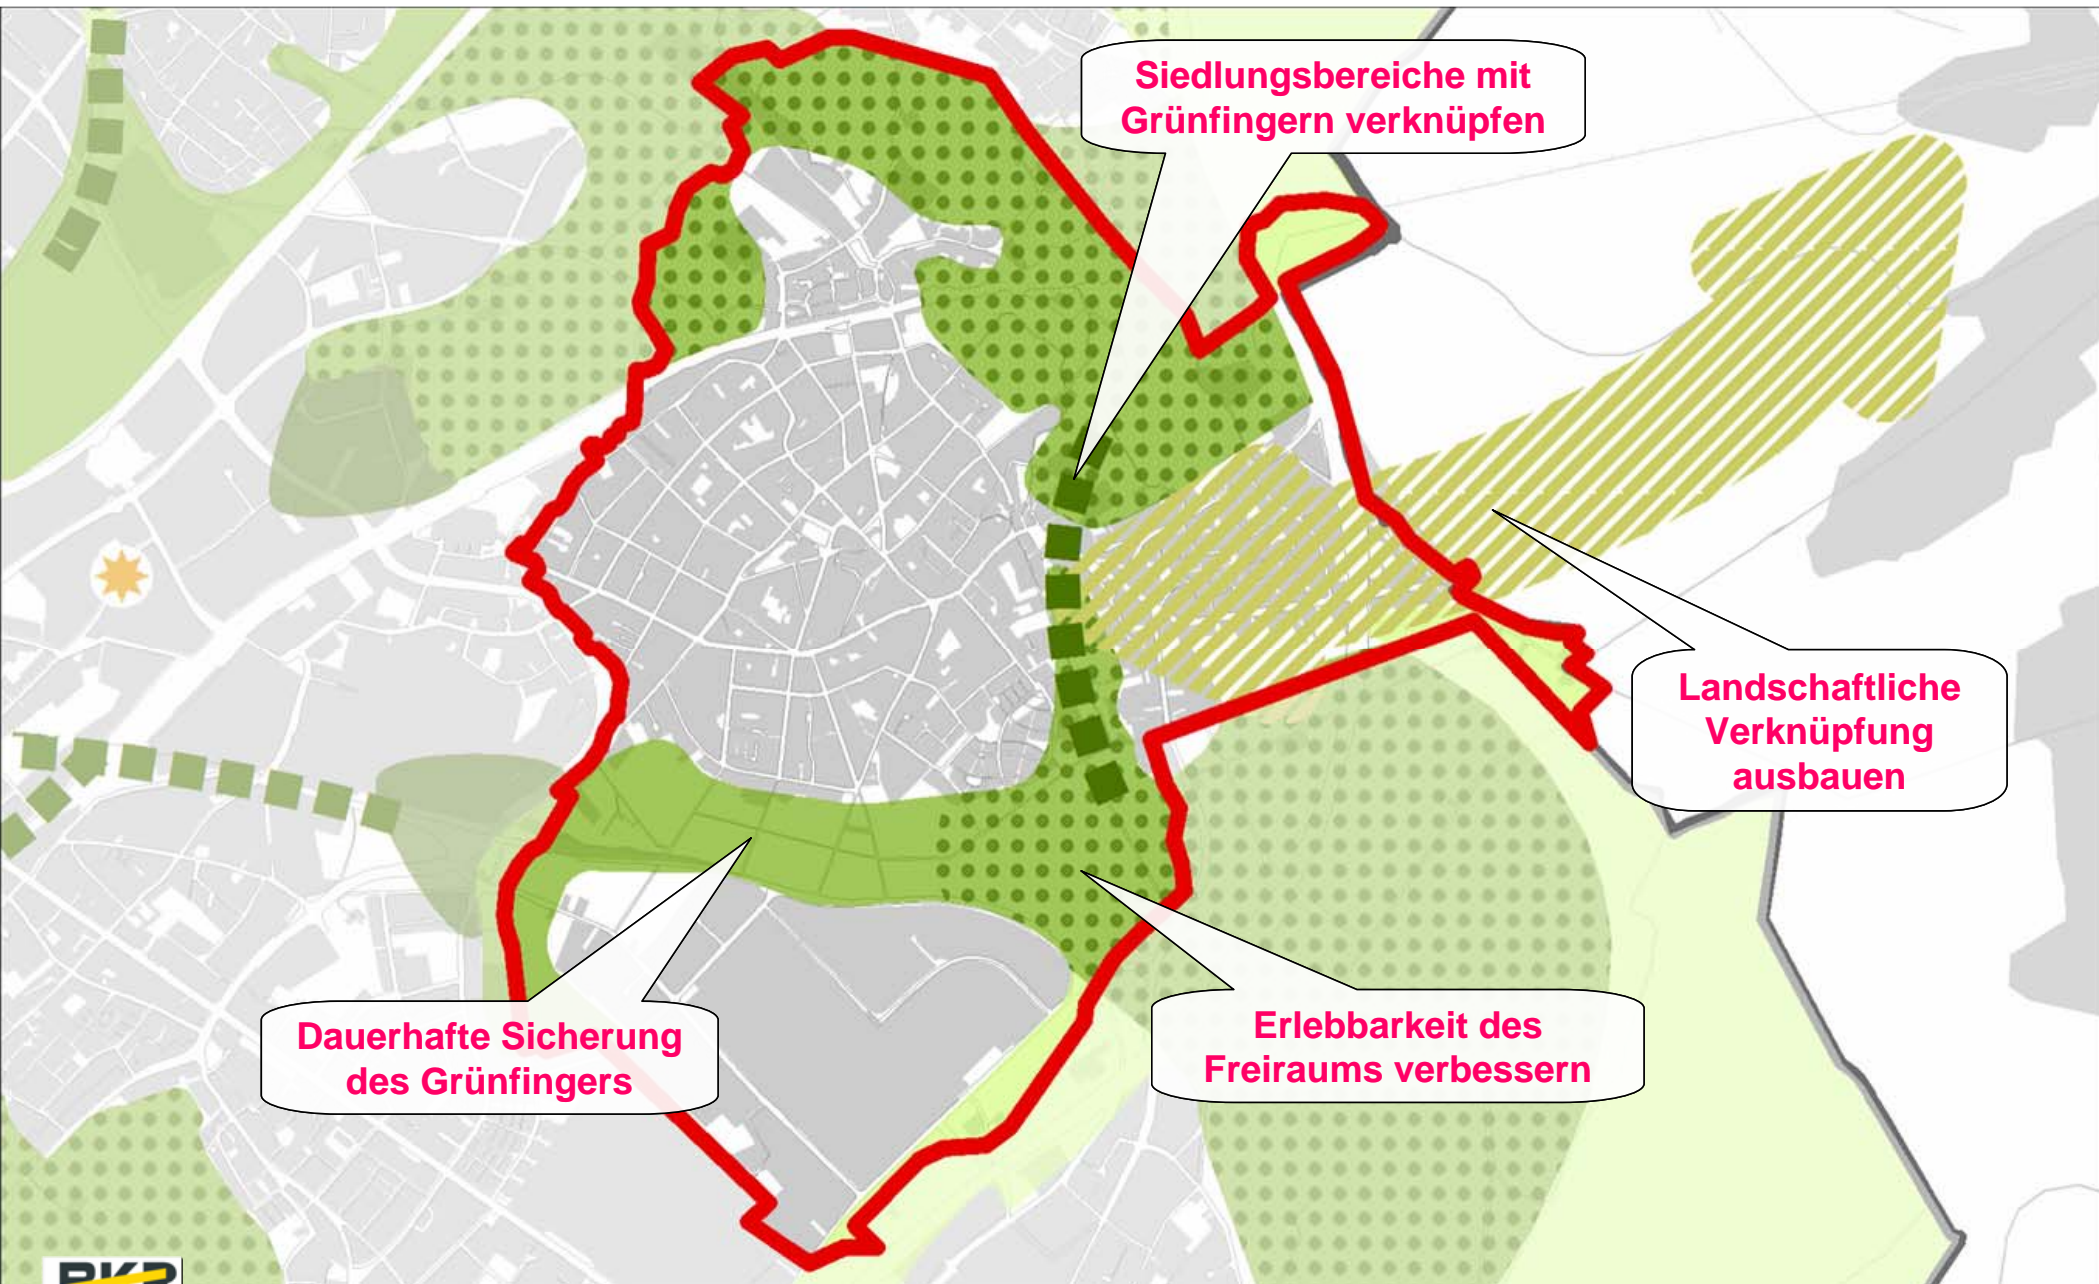 Siedlungsbereiche mit
Grünfingern verknüpfen
Landschaftliche
Verknüpfung
ausbauen
Dauerhafte Sicherung
des Grünfingers
Erlebbarkeit des
Freiraums verbessern